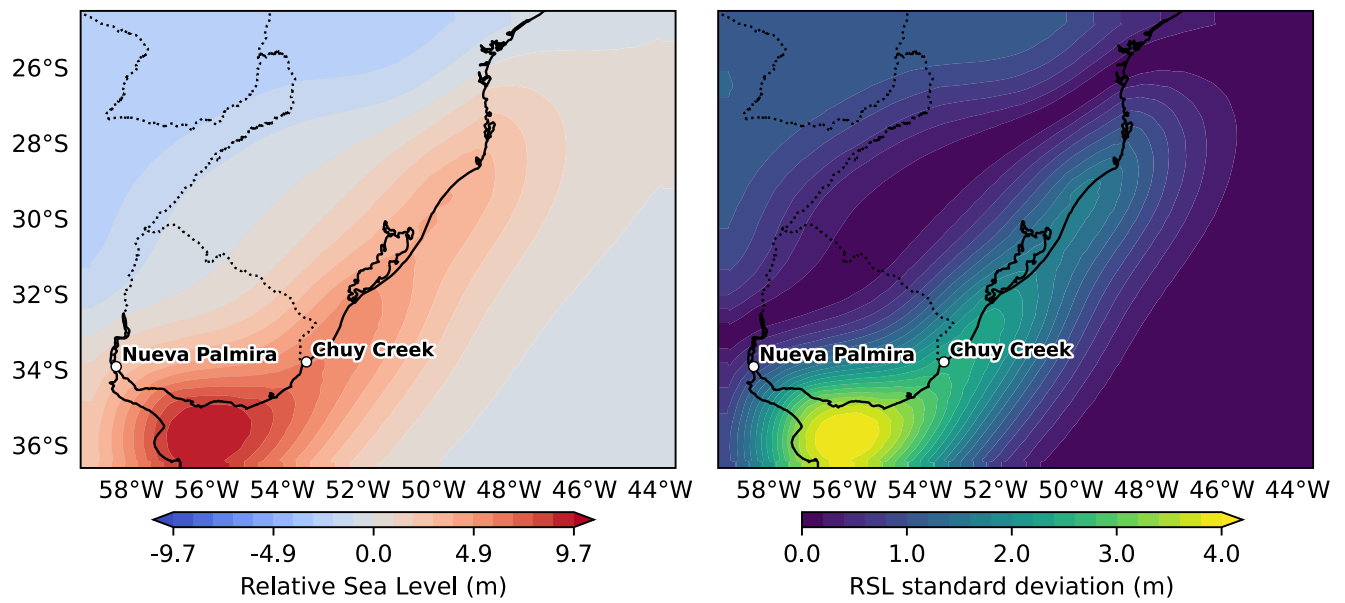 26°S
28°S
30°S
32°S
34°S
36°S
Nueva Palmira
Chuy Creek
Nueva Palmira
Chuy Creek
58°W 56°W 54°W 52°W 50°W 48°W 46°W 44°W
58°W 56°W 54°W 52°W 50°W 48°W 46°W 44°W
-9.7 -4.9 0.0 4.9 9.7
0.0 1.0 2.0 3.0 4.0
Relative Sea Level (m)
RSL standard deviation (m)